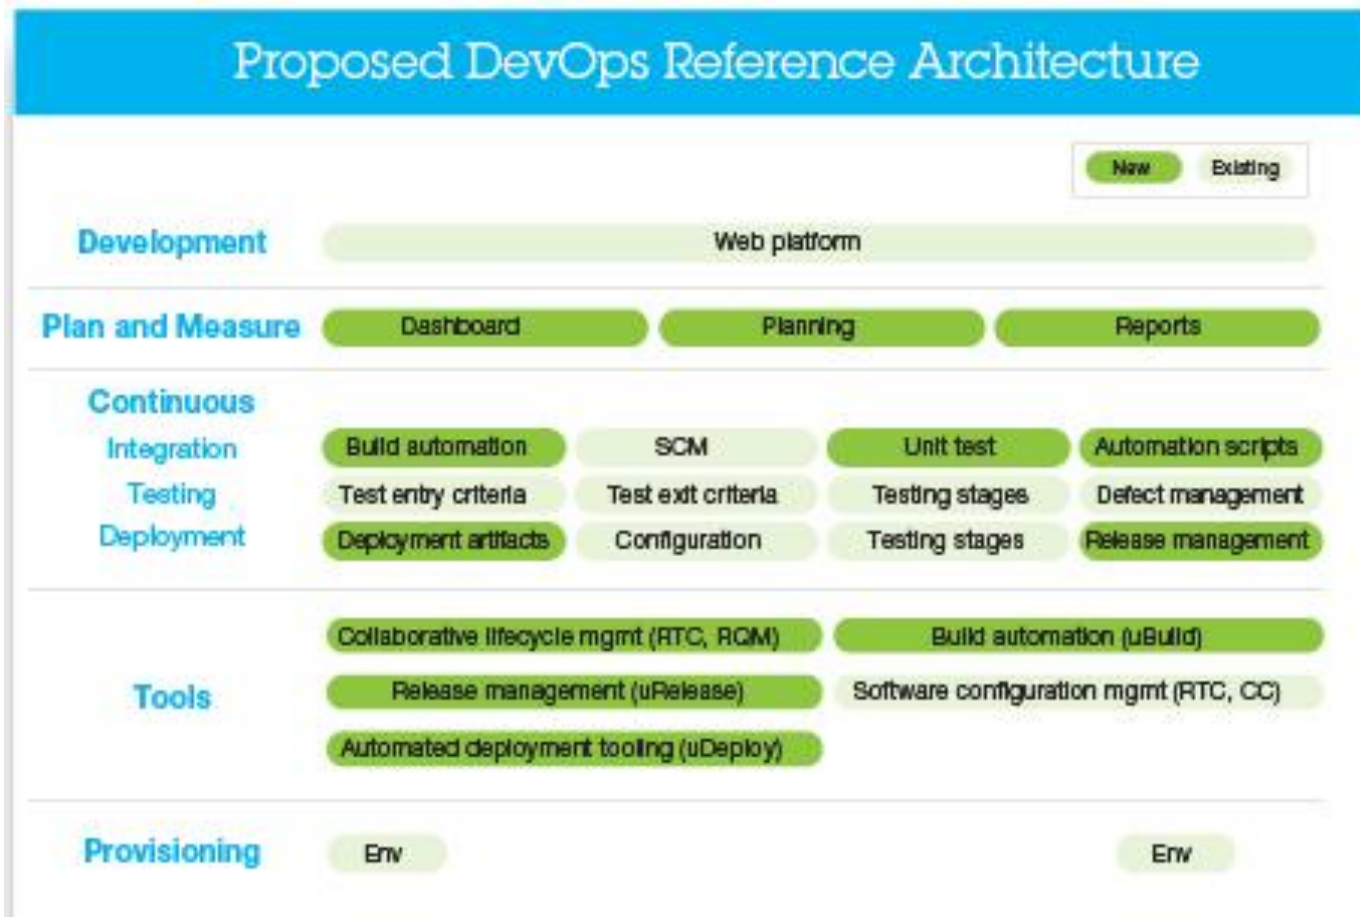 Proposed DevOps Reference Architecture
New Existing
Development Web platform
Plan and Measure Dashboard Planning Reports
Continuous
Integration Build automation SCM Unit test Automation scripts
Testing Test entry criteria Test exit criteria Testing stages Defect management
Deployment Deployment artifacts Configuration Testing stages Release management
Collaborative lifecycle mgmt (RTC, RQM) Build automation (uBuild)
Tools Release management (uRelease) Software configuration mgmt (RTC, CC)
Automated deployment tooling (uDeploy)
Provisioning Env Env